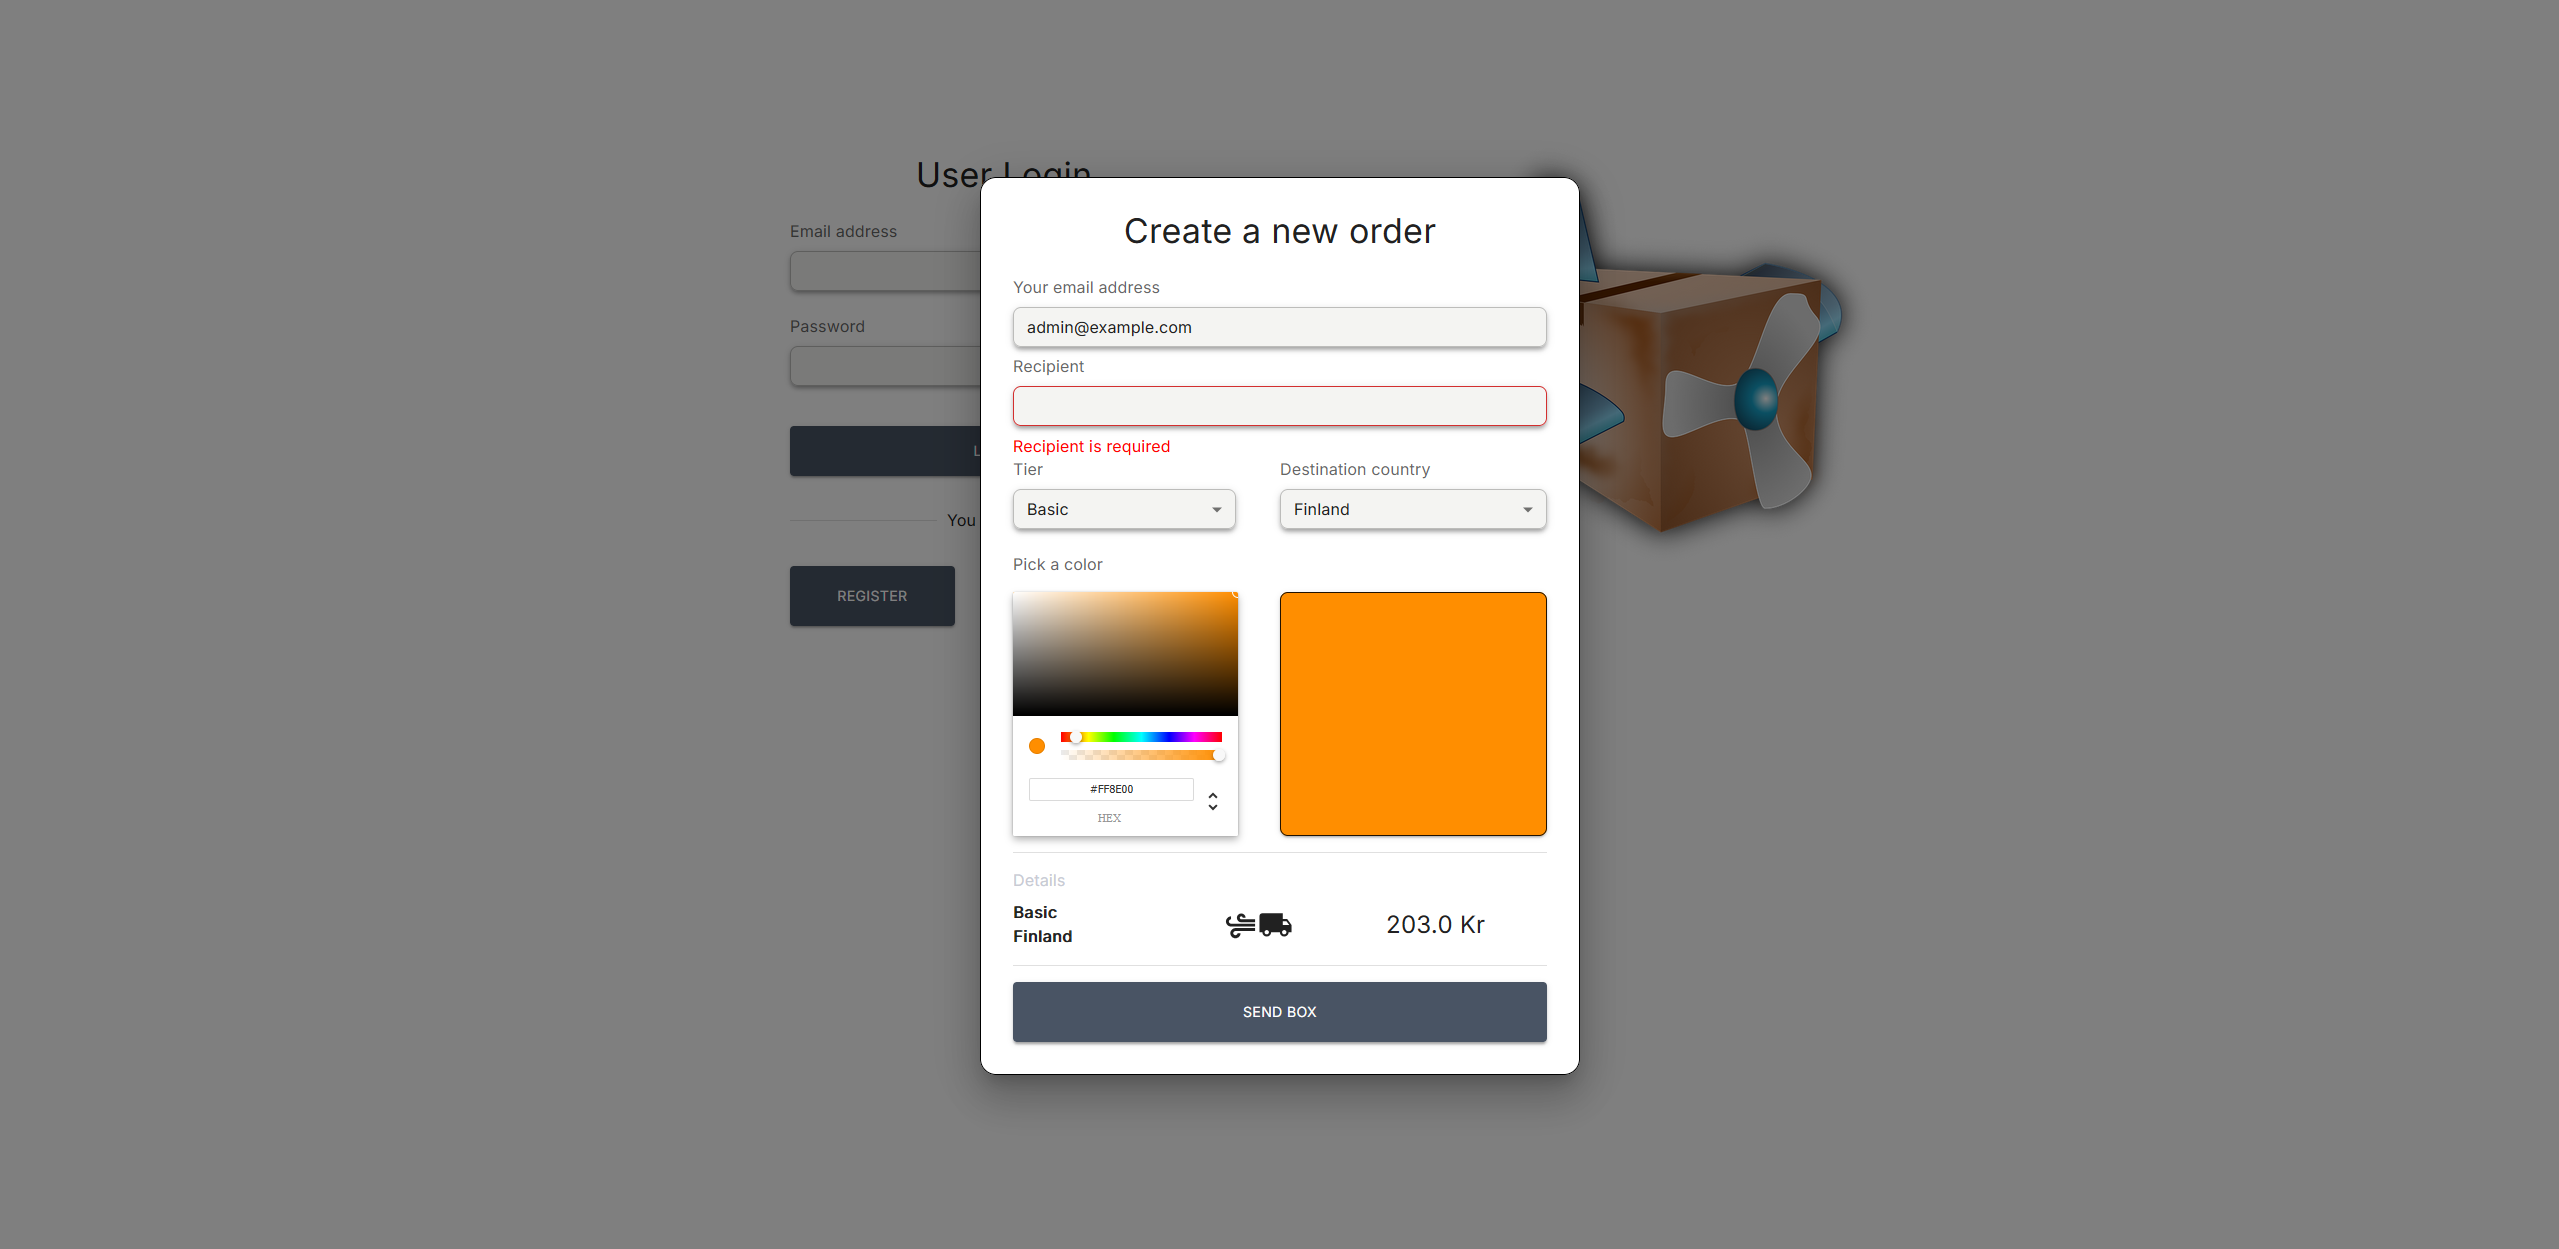 User Login
Email address
Password
You
REGISTER
Create a new order
Your email address
admin@example.com
Recipient
Recipient is required
Tier
Destination country
Basic
Finland
Pick a color
#FF8E00
HEX
Details
Basic
Finland
203.0 Kr
SEND BOX